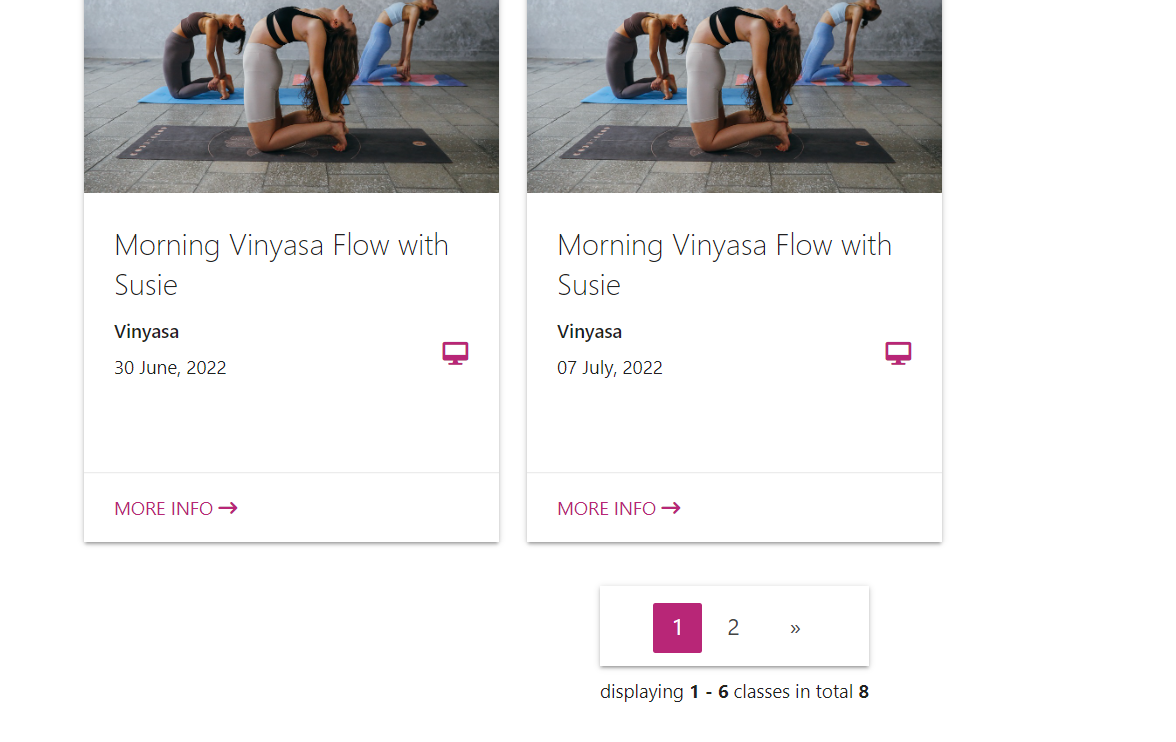 Morning Vinyasa Flow with
Susie
Vinyasa
30 June, 2022
MORE INFO →
Morning Vinyasa Flow with
Susie
Vinyasa
07 July, 2022
MORE INFO →
1 2 »
displaying 1 - 6 classes in total 8